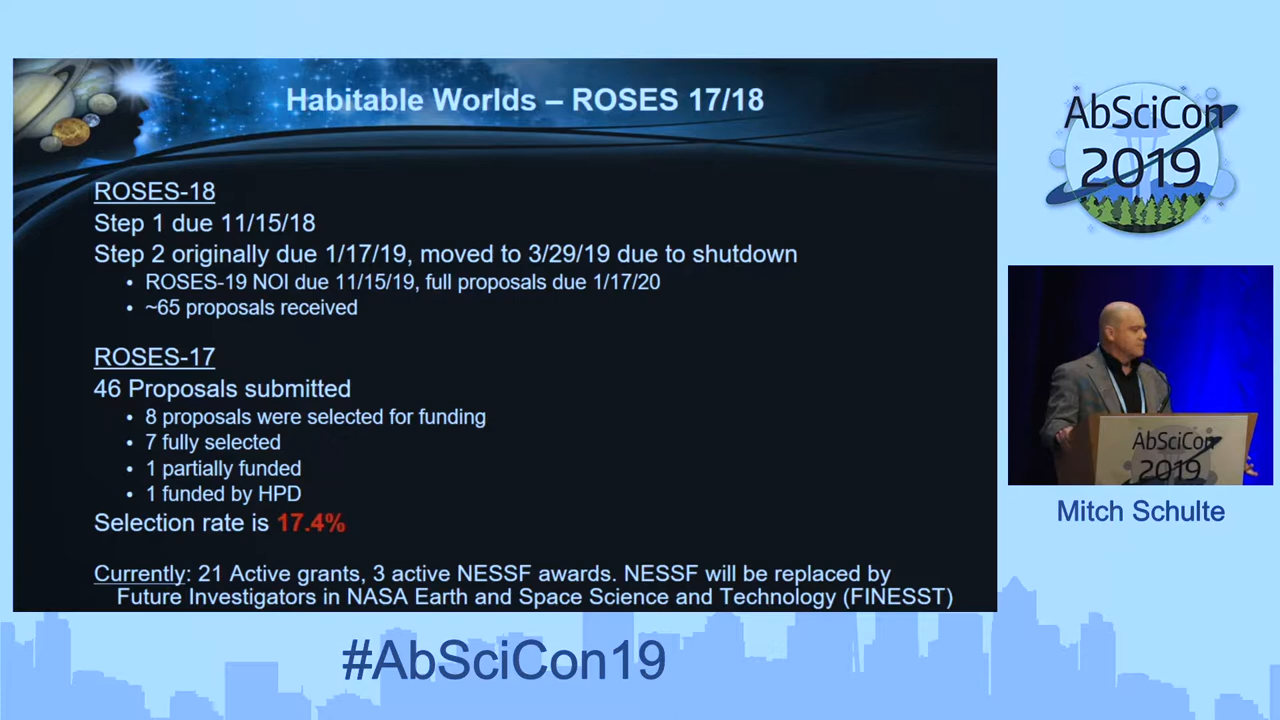 Habitable Worlds – ROSES 17/18
ROSES-18
Step 1 due 11/15/18
Step 2 originally due 1/17/19, moved to 3/29/19 due to shutdown
• ROSES-19 NOI due 11/15/19, full proposals due 1/17/20
• ~65 proposals received
ROSES-17
46 Proposals submitted
• 8 proposals were selected for funding
• 7 fully selected
• 1 partially funded
• 1 funded by HPD
Selection rate is 17.4%
Currently: 21 Active grants, 3 active NESSF awards. NESSF will be replaced by
Future Investigators in NASA Earth and Space Science and Technology (FINESST)
AbSciCon
2019
AbSciCon
2019
Mitch Schulte
#AbSciCon19